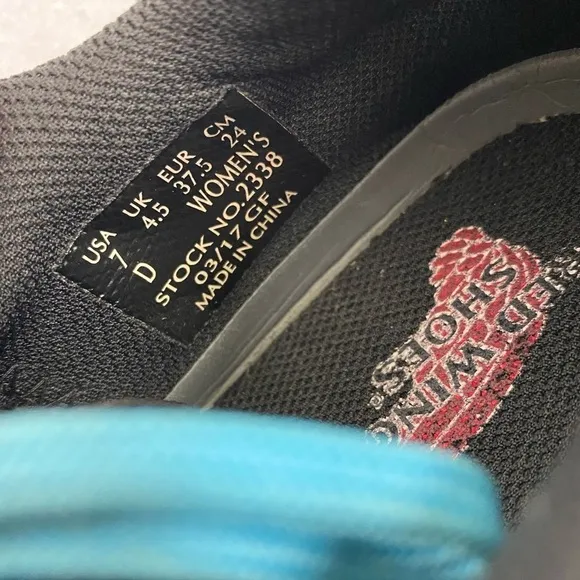 USA UK EUR CM
7 4.5 37.5 24
D WOMEN'S
STOCK NO.2338
03/17.GF
MADE IN CHINA
RED
WING
SHOES
®